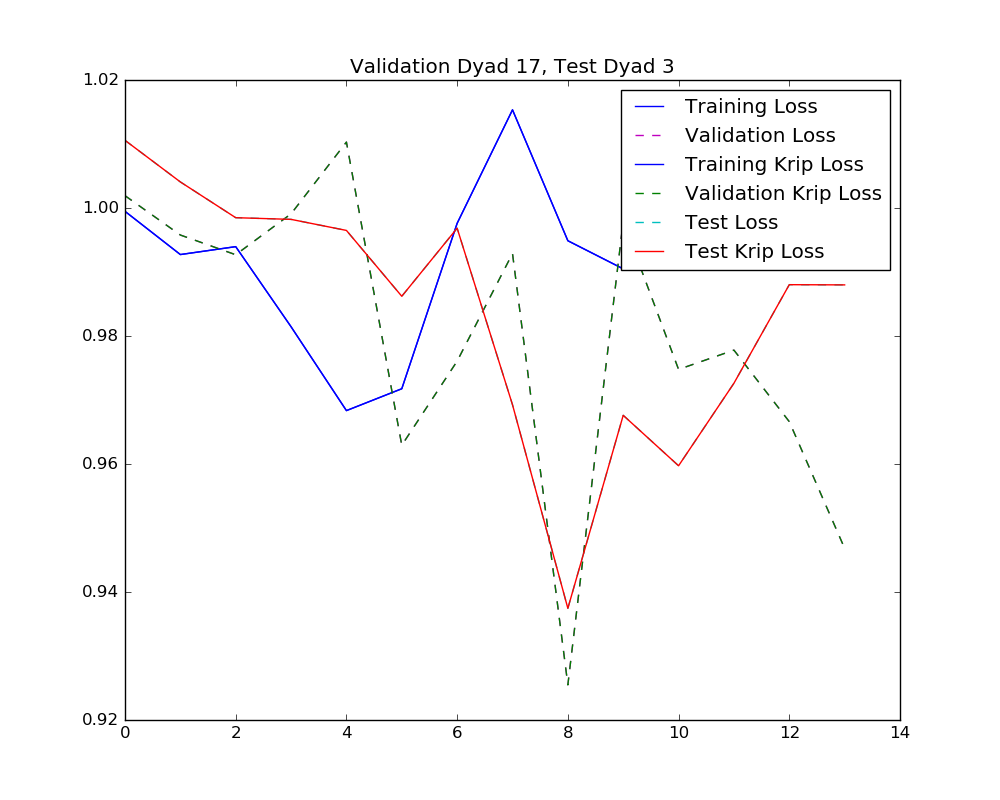 Validation Dyad 17, Test Dyad 3
1.02
1.00
0.98
0.96
0.94
0.92
Training Loss
Validation Loss
Training Krip Loss
Validation Krip Loss
Test Loss
Test Krip Loss
0 2 4 6 8 10 12 14